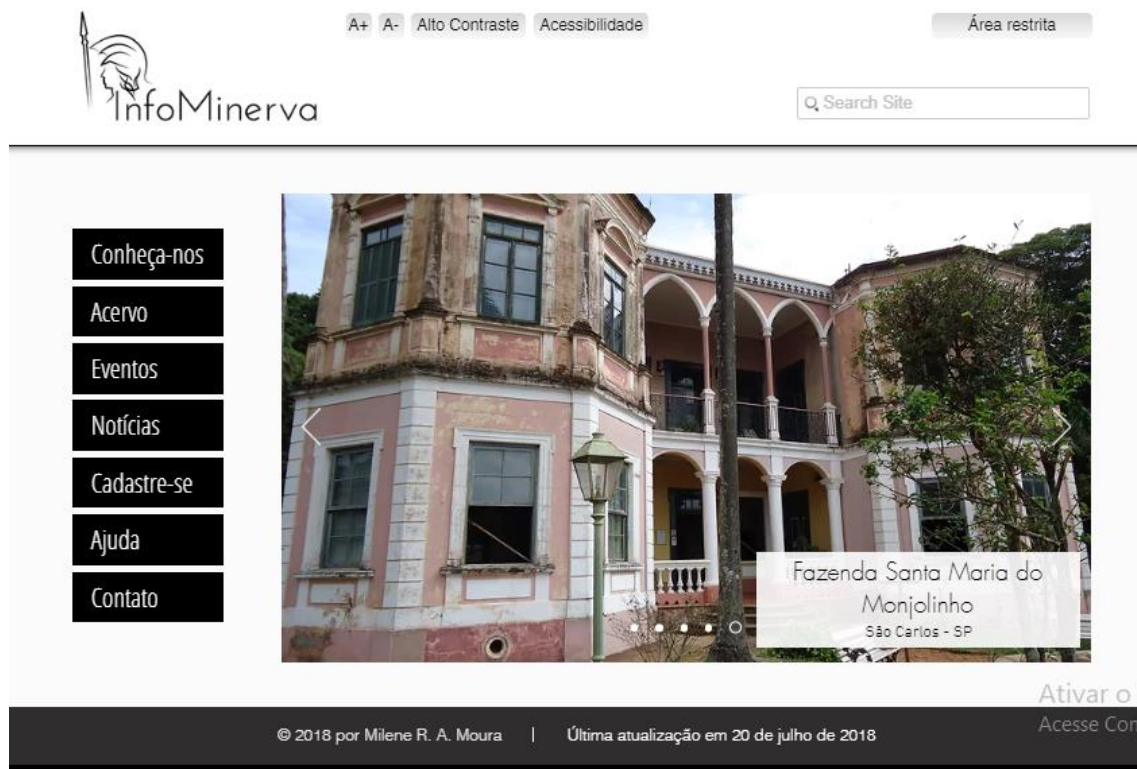 A+ A- Alto Contraste Acessibilidade Área restrita
InfoMinerva
Search Site
Conheça-nos
Acervo
Eventos
Notícias
Cadastre-se
Ajuda
Contato
Fazenda Santa Maria do
Monjolinho
São Carlos - SP
Ativar o
© 2018 por Milene R. A. Moura | Última atualização em 20 de julho de 2018
Acesse Con